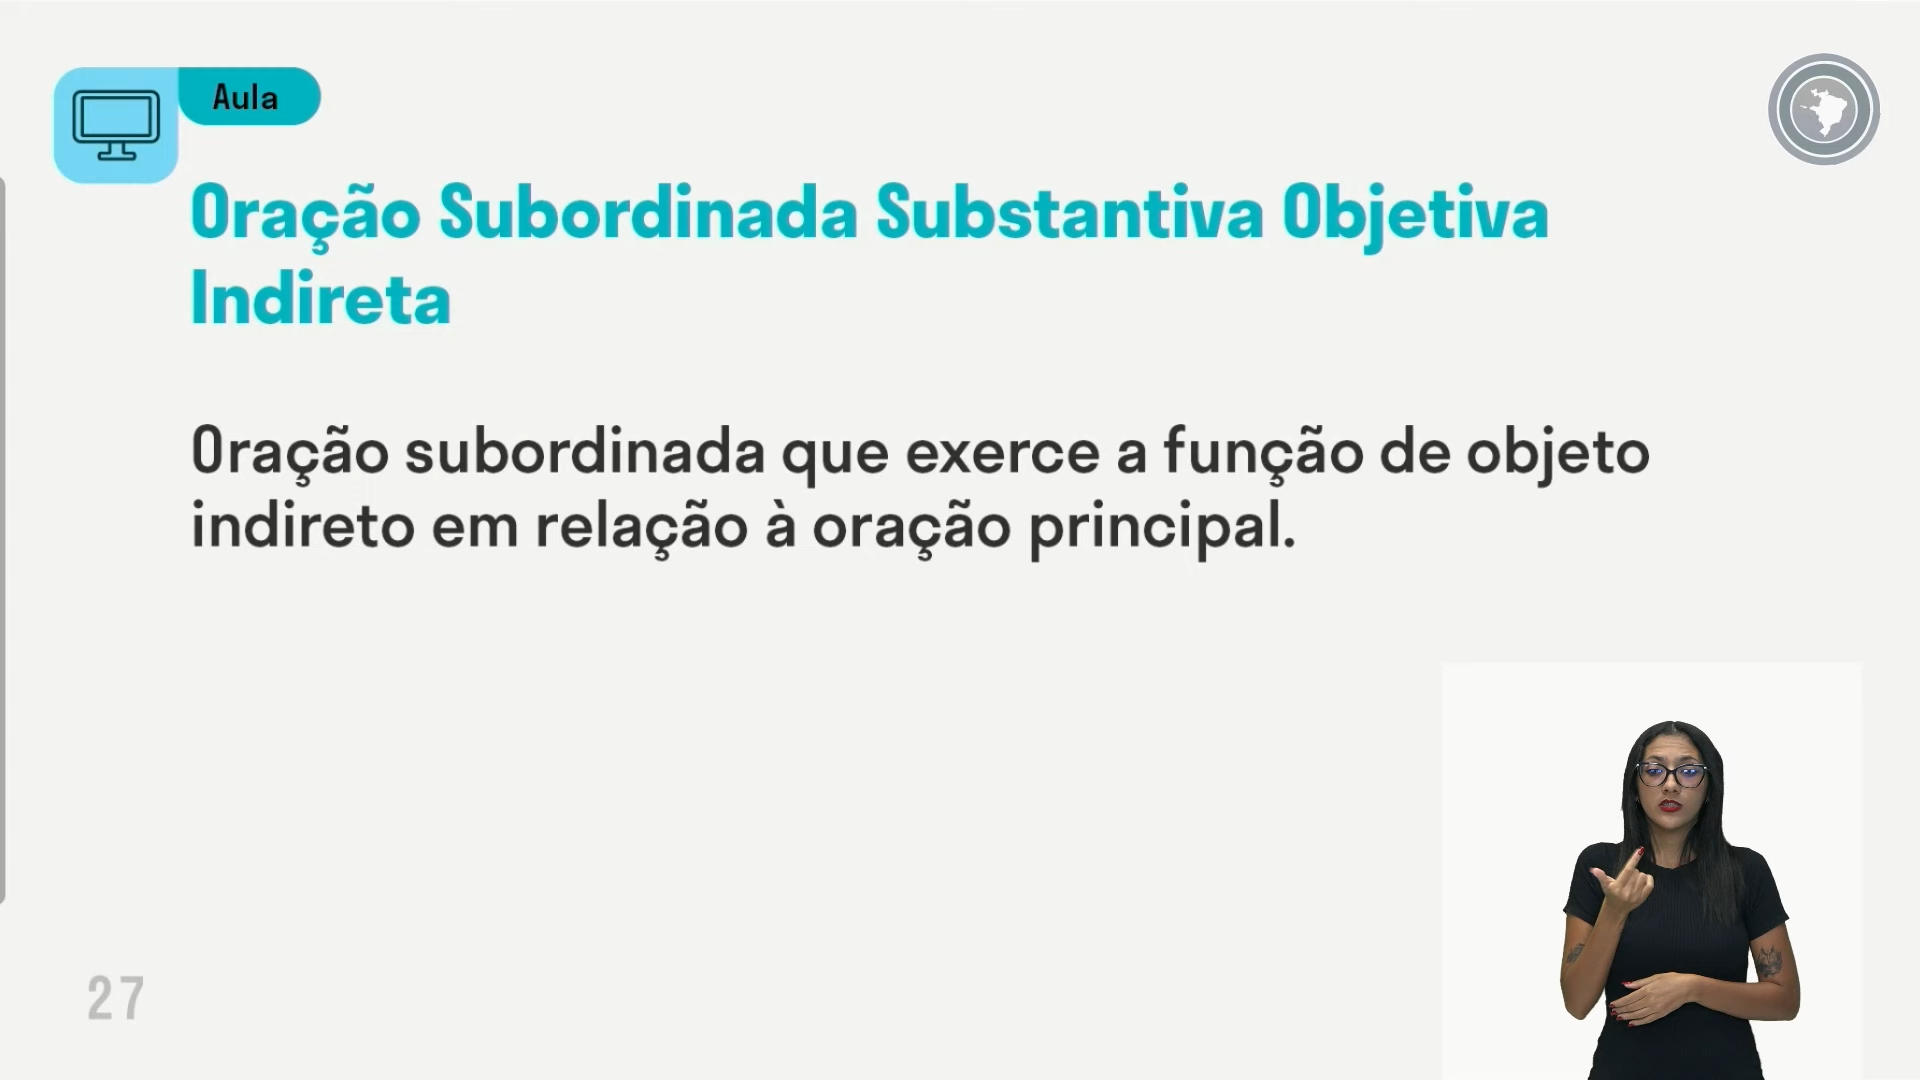 Aula
Oração Subordinada Substantiva Objetiva
Indireta
Oração subordinada que exerce a função de objeto
indireto em relação à oração principal.
27